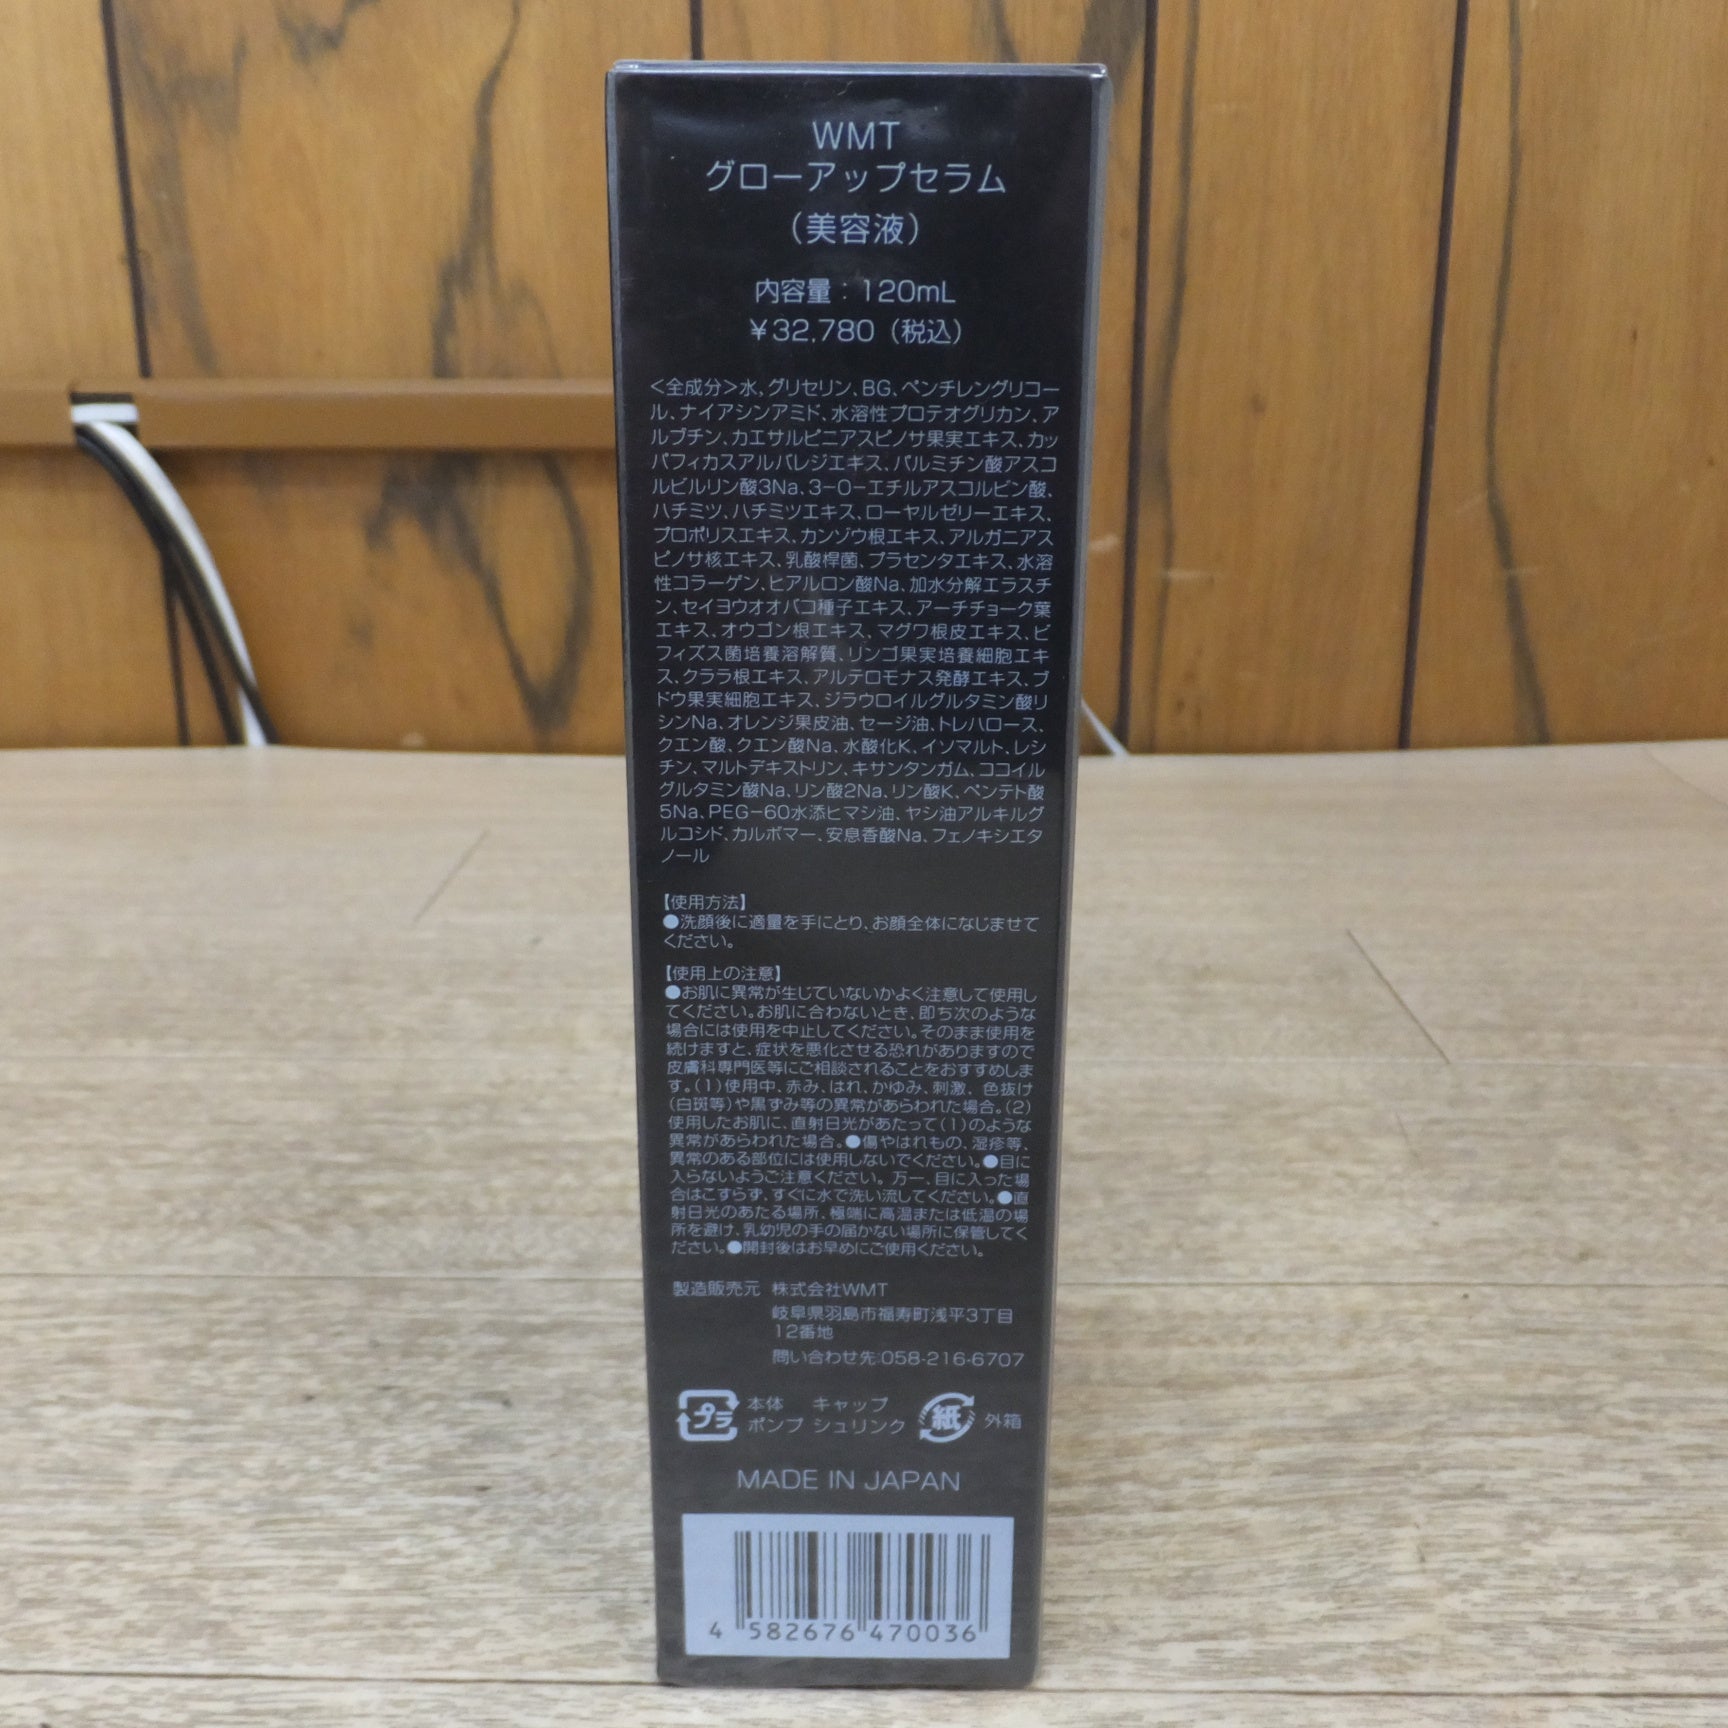 WMT
グローアップセラム
（美容液）
内容量：120mL
￥32,780（税込）
＜全成分＞水、グリセリン、BG、ペンチレングリコー
ル、ナイアシンアミド、水溶性プロテオグリカン、ア
ルブチン、カエサルピニアスピノサ果実エキス、カッ
パフィカスアルバレジエキス、パルミチン酸アスコ
ルビルリン酸3Na、3−O−エチルアスコルビン酸、
ハチミツ、ハチミツエキス、ローヤルゼリーエキス、
プロポリスエキス、カンゾウ根エキス、アルガニアス
ピノサ核エキス、乳酸桿菌、プラセンタエキス、水溶
性コラーゲン、ヒアルロン酸Na、加水分解エラスチ
ン、セイヨウオオバコ種子エキス、アーチチョーク葉
エキス、オウゴン根エキス、マグワ根皮エキス、ビ
フィズス菌培養溶解質、リンゴ果実培養細胞エキ
ス、クララ根エキス、アルテロモナス発酵エキス、ブ
ドウ果実細胞エキス、ジラウロイルグルタミン酸リ
シンNa、オレンジ果皮油、セージ油、トレハロース、
クエン酸、クエン酸Na、水酸化K、イソマルト、レシ
チン、マルトデキストリン、キサンタンガム、ココイル
グルタミン酸Na、リン酸2Na、リン酸K、ペンテト酸
5Na、PEG−60水添ヒマシ油、ヤシ油アルキルグ
ルコシド、カルボマー、安息香酸Na、フェノキシエタ
ノール
【使用方法】
●洗顔後に適量を手にとり、お顔全体になじませて
ください。
【使用上の注意】
●お肌に異常が生じていないかよく注意して使用し
てください。お肌に合わないとき、即ち次のような
場合には使用を中止してください。そのまま使用を
続けますと、症状を悪化させる恐れがありますので
皮膚科専門医等にご相談されることをおすすめしま
す。（1）使用中、赤み、はれ、かゆみ、刺激、色抜け
（白斑等）や黒ずみ等の異常があらわれた場合。（2）
使用したお肌に、直射日光があたって（1）のような
異常があらわれた場合。●傷やはれもの、湿疹等、
異常のある部位には使用しないでください。●目に
入らないようご注意ください。万一、目に入った場
合はこすらず、すぐに水で洗い流してください。●直
射日光のあたる場所、極端に高温または低温の場
所を避け、乳幼児の手の届かない場所に保管してく
ださい。●開封後はお早めにご使用ください。
製造販売元 株式会社WMT
岐阜県羽島市福寿町浅平3丁目
12番地
問い合わせ先:058-216-6707
プラ 本体 キャップ
ポンプ シュリンク
紙 外箱
MADE IN JAPAN
4 582676 470036